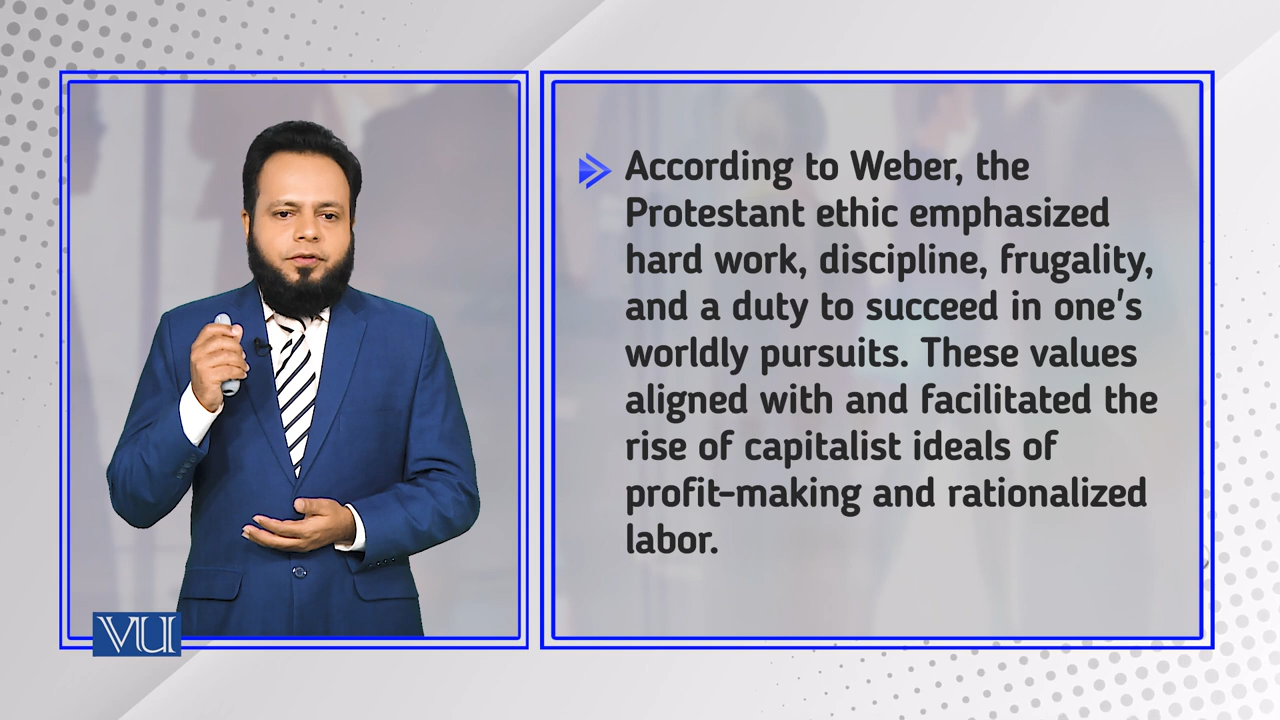 According to Weber, the
Protestant ethic emphasized
hard work, discipline, frugality,
and a duty to succeed in one's
worldly pursuits. These values
aligned with and facilitated the
rise of capitalist ideals of
profit-making and rationalized
labor.
VU